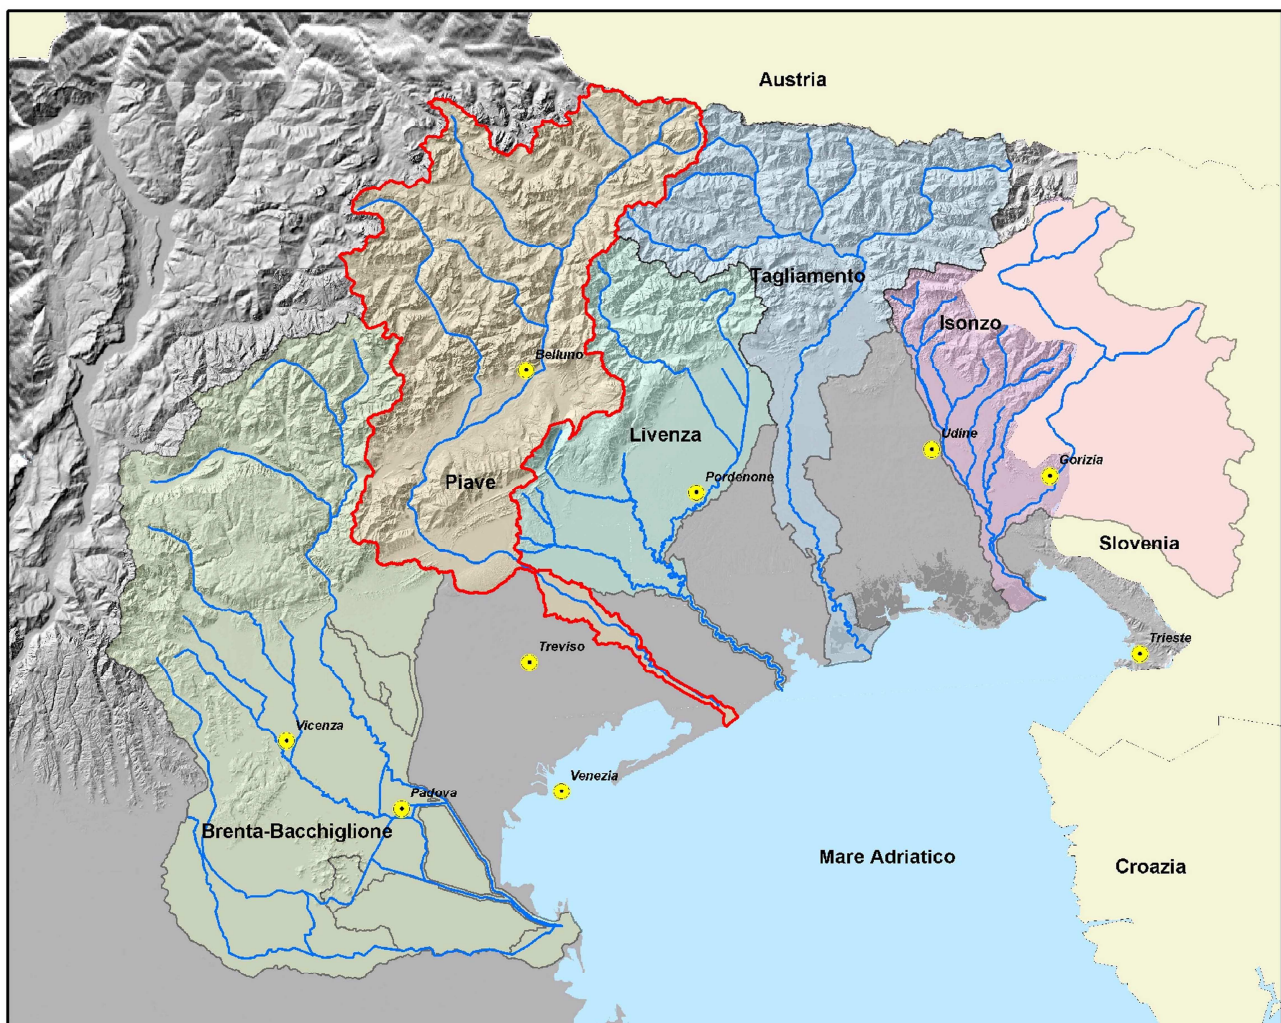 Austria
Tagliamento
Isonzo
Belluno
Livenza
Udine
Gorizia
Piave
Pordenone
Slovenia
Trieste
Treviso
Vicenza
Venezia
Padova
Brenta-Bacchiglione
Mare Adriatico
Croazia